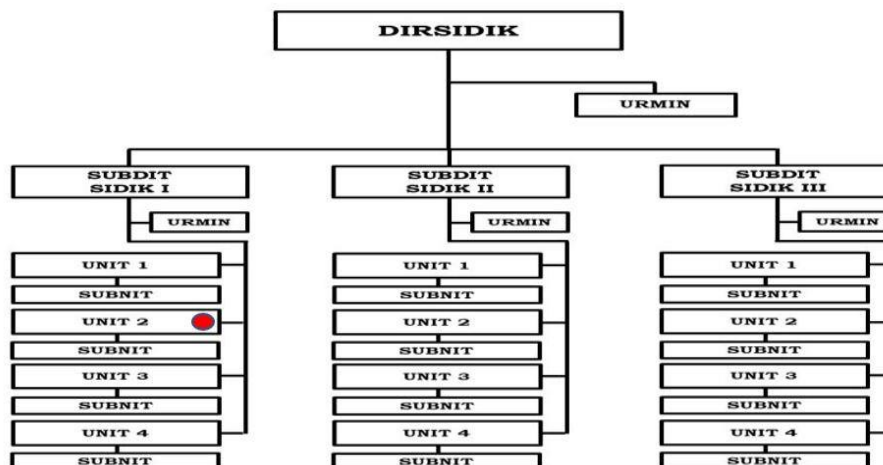 DIRSIDIK
URMIN
SUBDIT
SIDIK I
SUBDIT
SIDIK II
SUBDIT
SIDIK III
URMIN
URMIN
URMIN
UNIT 1
UNIT 1
UNIT 1
SUBNIT
SUBNIT
SUBNIT
UNIT 2
UNIT 2
UNIT 2
SUBNIT
SUBNIT
SUBNIT
UNIT 3
UNIT 3
UNIT 3
SUBNIT
SUBNIT
SUBNIT
UNIT 4
UNIT 4
UNIT 4
SUBNIT
SUBNIT
SUBNIT